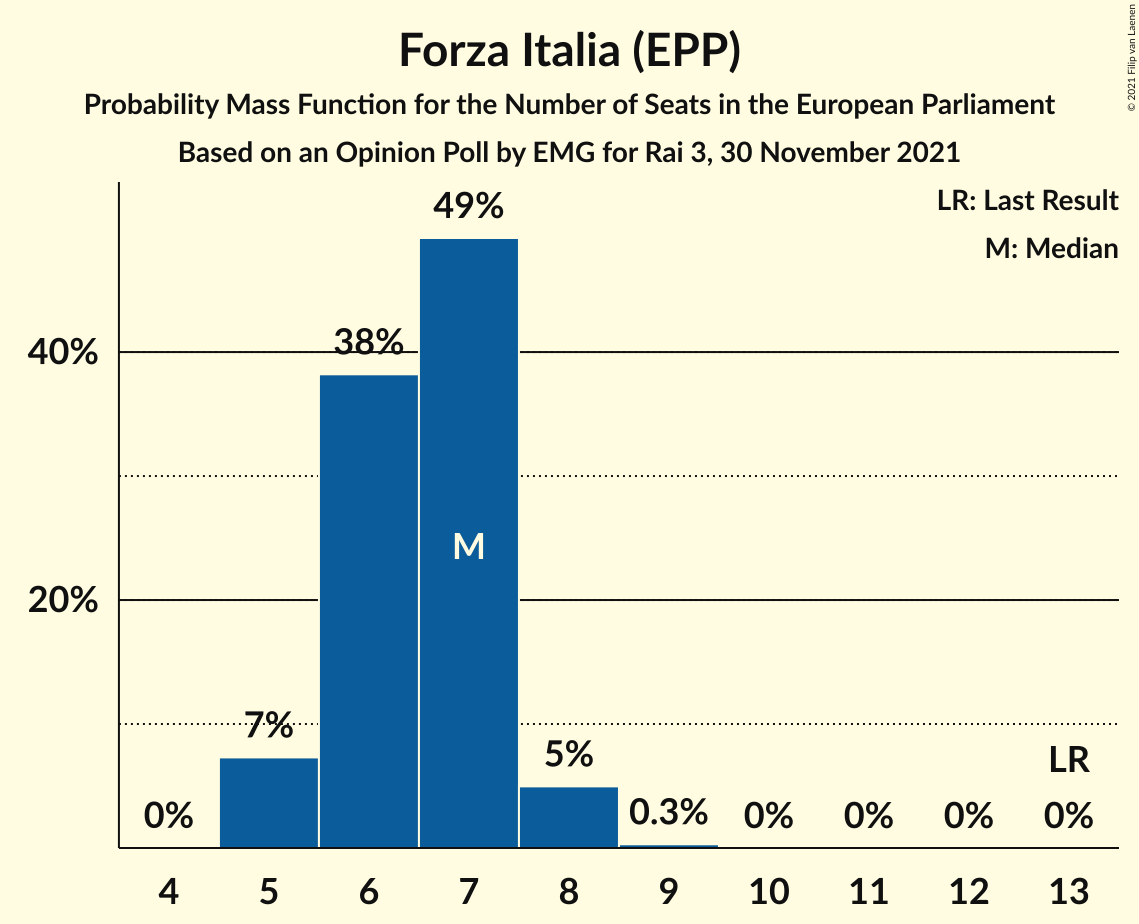 Forza Italia (EPP)
Probability Mass Function for the Number of Seats in the European Parliament
Based on an Opinion Poll by EMG for Rai 3, 30 November 2021
© 2021 Filip van Laenen
LR: Last Result
M: Median
49%
38%
40%
M
20%
7%
5%
LR
0%
0.3%
0%
0%
0%
0%
4
5
6
7
8
9
10
11
12
13